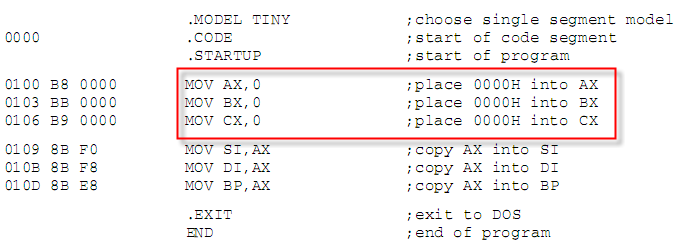 .MODEL TINY ;choose single segment model
0000 .CODE ;start of code segment
.STARTUP ;start of program
0100 B8 0000 MOV AX,0 ;place 0000H into AX
0103 BB 0000 MOV BX,0 ;place 0000H into BX
0106 B9 0000 MOV CX,0 ;place 0000H into CX
0109 8B F0 MOV SI,AX ;copy AX into SI
010B 8B F8 MOV DI,AX ;copy AX into DI
010D 8B E8 MOV BP,AX ;copy AX into BP
.EXIT ;exit to DOS
END ;end of program